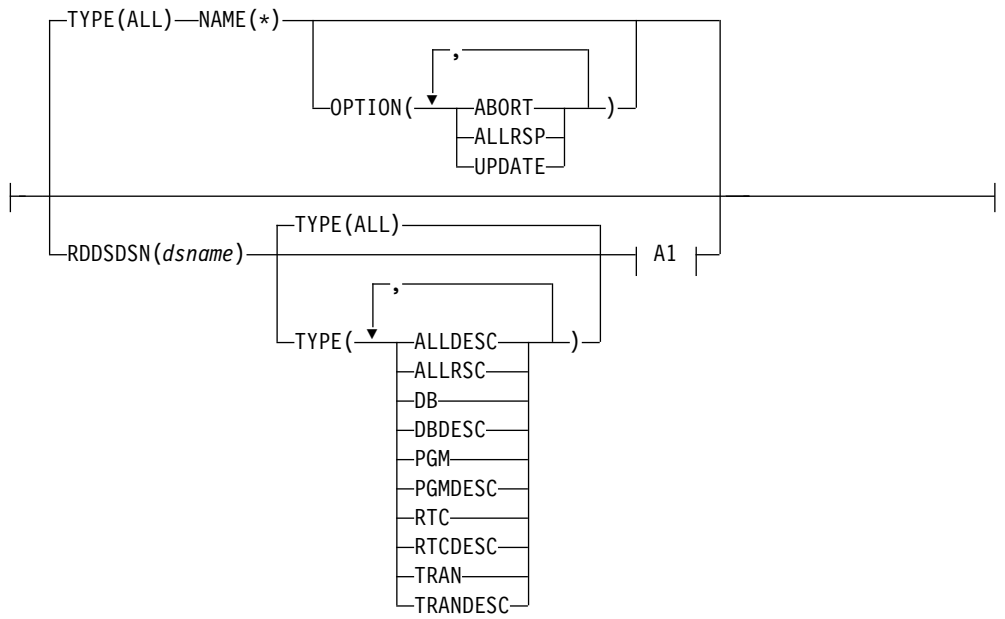 TYPE(ALL) NAME(*)
,
OPTION( ABORT )
ALLRSP
UPDATE
TYPE(ALL)
RDDSDSN(dsname) A1
,
TYPE( ALLDESC )
ALLRSC
DB
DBDESC
PGM
PGMDESC
RTC
RTCDESC
TRAN
TRANDESC